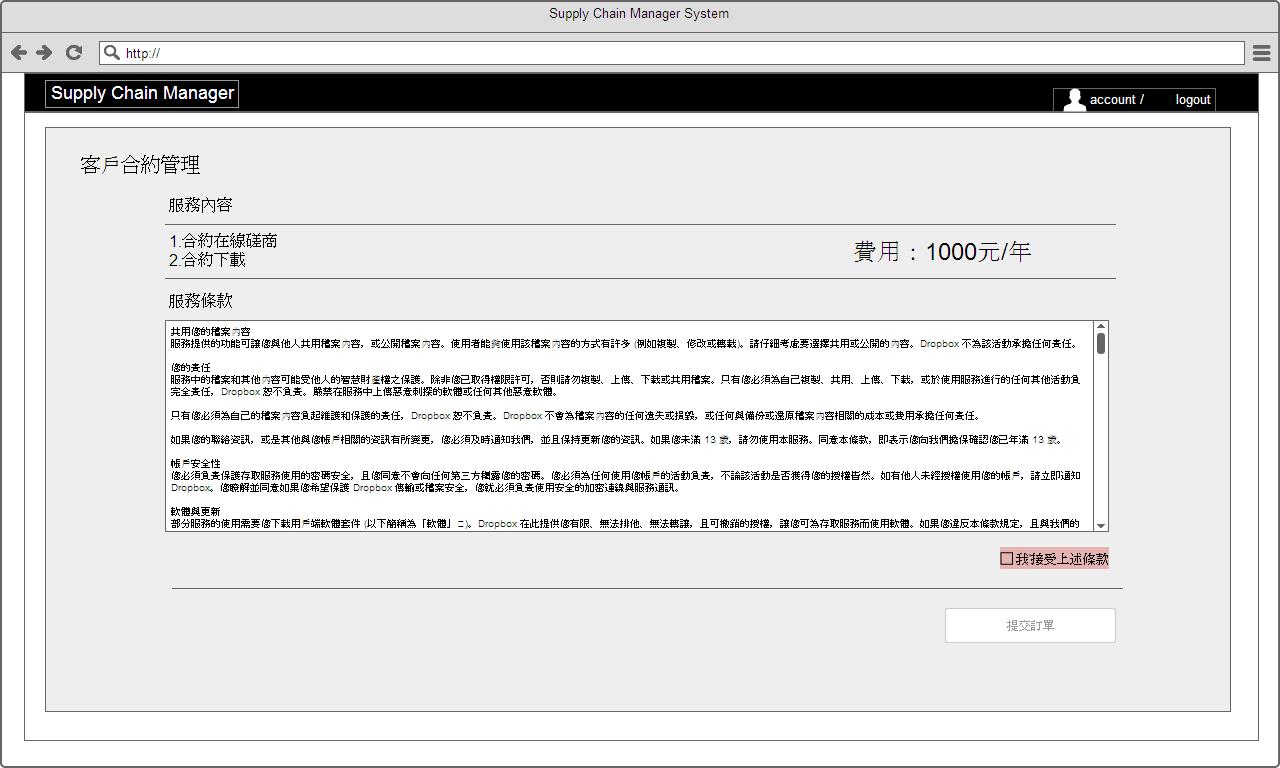 Supply Chain Manager System
http://
Supply Chain Manager
account /
logout
客戶合約管理
服務內容
1.合約在線磋商
2.合約下載
費用：1000元/年
服務條款
共用您的檔案內容
服務提供的功能可讓您與他人共用檔案內容，或公開檔案內容。使用者能夠使用該檔案內容的方式有許多 (例如複製、修改或轉載)。請仔細考慮要選擇共用或公開的內容。Dropbox 不為該活動承擔任何責任。
您的責任
服務中的檔案和其他內容可能受他人的智慧財產權之保護。除非您已取得權限許可，否則請勿複製、上傳、下載或共用檔案。只有您必須為自己複製、共用、上傳、下載，或於使用服務進行的任何其他活動負
完全責任，Dropbox 恕不負責。嚴禁在服務中上傳惡意刺探的軟體或任何其他惡意軟體。
只有您必須為自己的檔案內容負起維護和保護的責任，Dropbox 恕不負責。Dropbox 不會為檔案內容的任何遺失或損毀，或任何與備份或還原檔案內容相關的成本或費用承擔任何責任。
如果您的聯絡資訊，或是其他與您帳戶相關的資訊有所變更，您必須及時通知我們，並且保持更新您的資訊。如果您未滿 13 歲，請勿使用本服務。同意本條款，即表示您向我們擔保確認您已年滿 13 歲。
帳戶安全性
您必須負責保護存取服務使用的密碼安全，且您同意不會向任何第三方揭露您的密碼。您必須為任何使用您帳戶的活動負責，不論該活動是否獲得您的授權皆然。如有他人未經授權使用您的帳戶，請立即通知
Dropbox。您瞭解並同意如果您希望保護 Dropbox 傳輸或檔案安全，您就必須負責使用安全的加密連線與服務通訊。
軟體與更新
部分服務的使用需要您下載用戶端軟體套件 (以下簡稱為「軟體」□)。Dropbox 在此提供您有限、無法排他、無法轉讓，且可撤銷的授權，讓您可為存取服務而使用軟體。如果您違反本條款規定，且與我們的
我接受上述條款
提交訂單